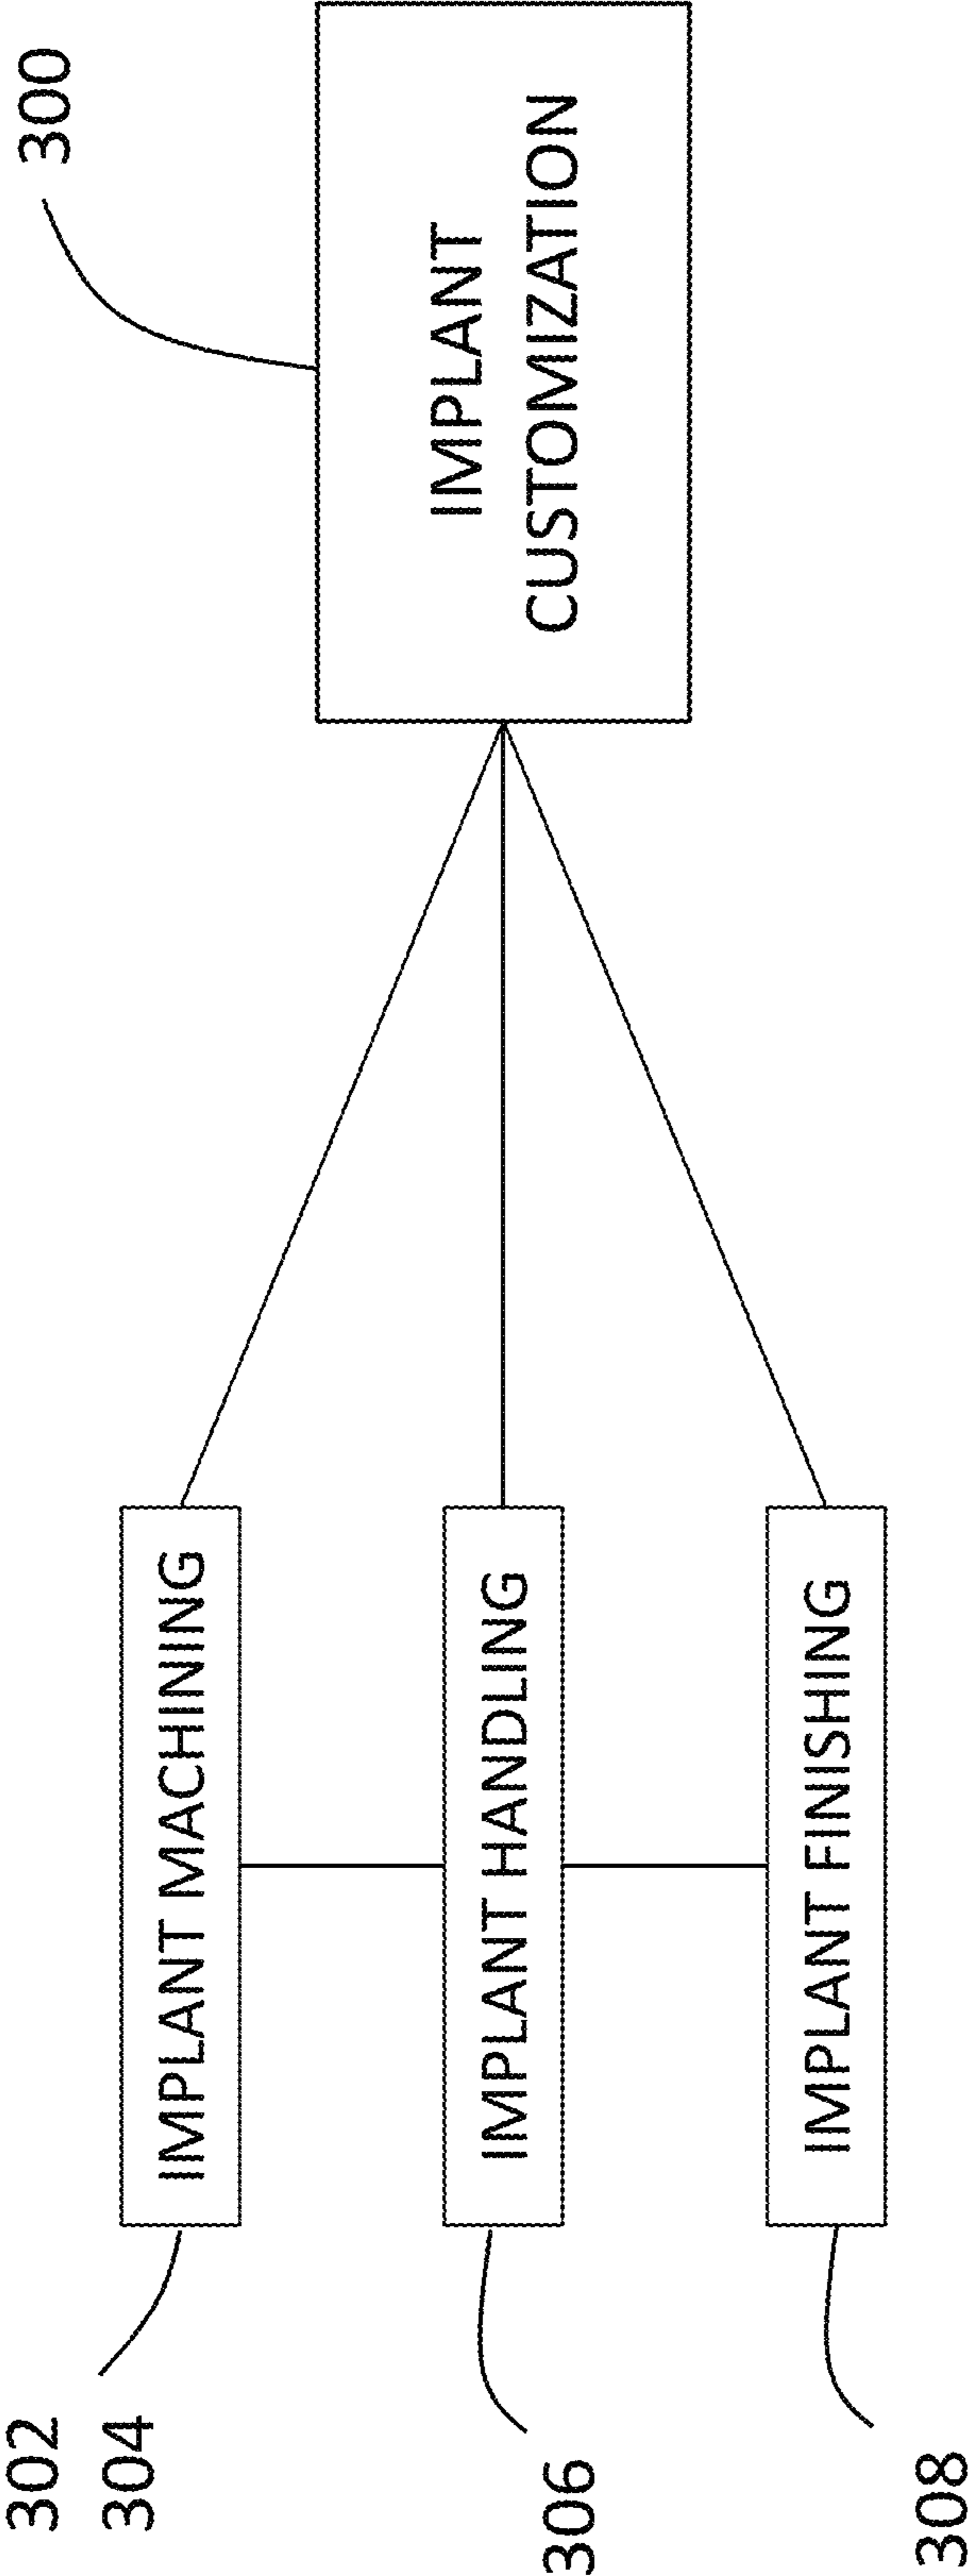 302
304
IMPLANT MACHINING
306
IMPLANT HANDLING
308
IMPLANT FINISHING
300
IMPLANT
CUSTOMIZATION